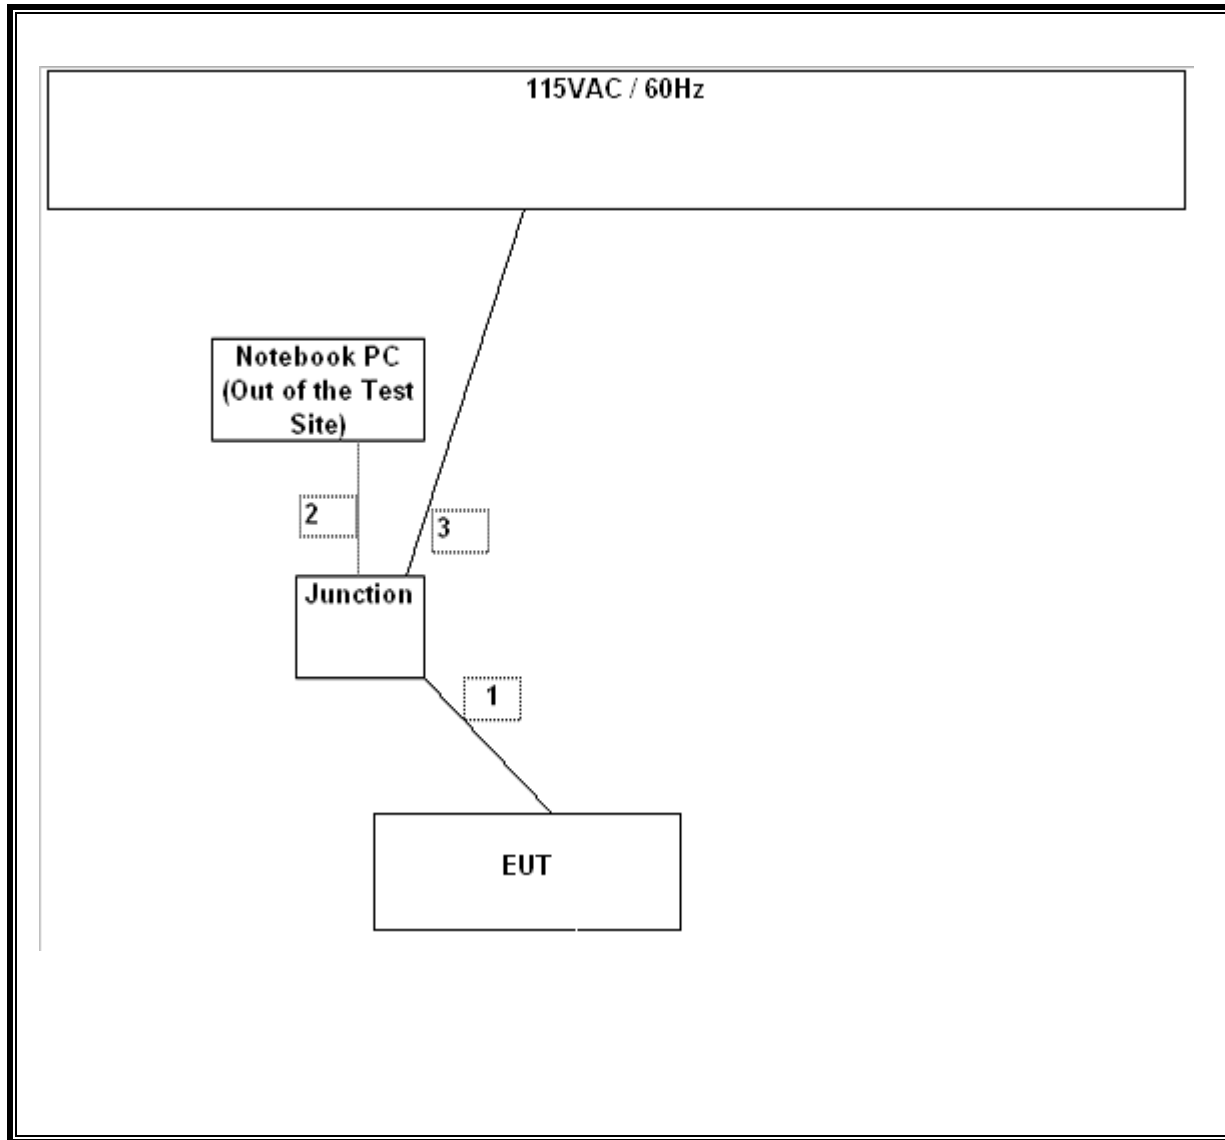 115VAC / 60Hz
Notebook PC
(Out of the Test
Site)
2
3
Junction
1
EUT